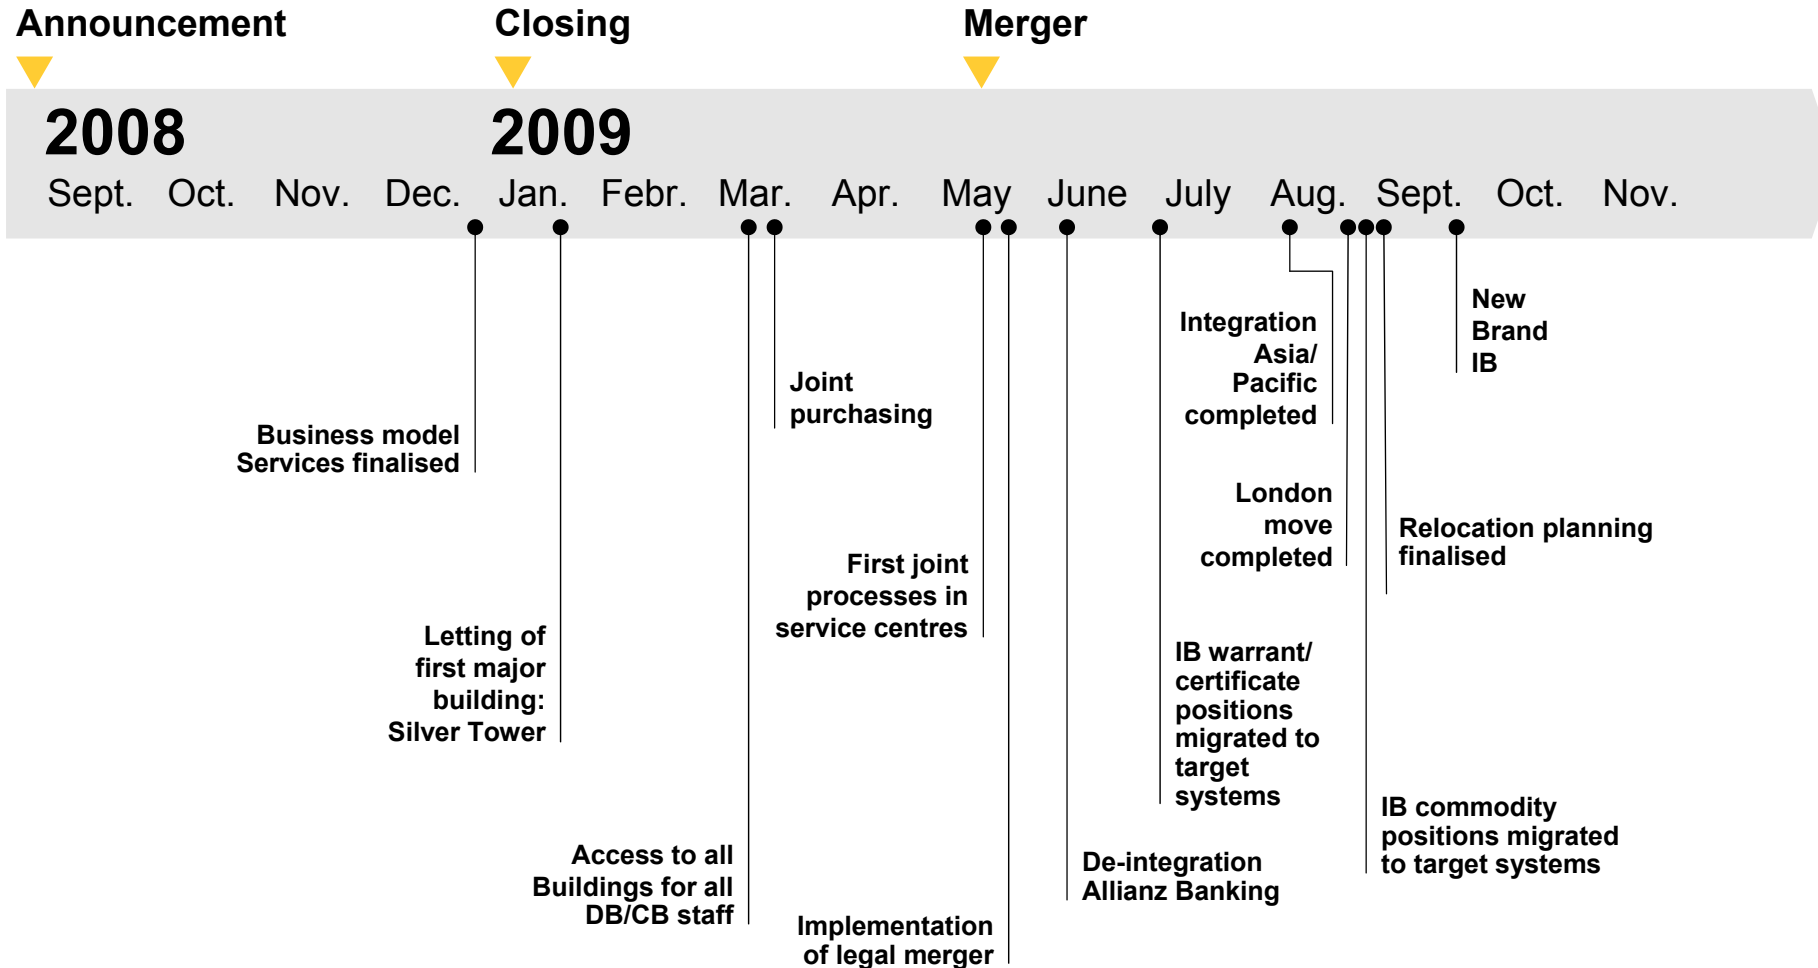 Announcement
Closing
Merger
2008
2009
Sept.
Oct.
Nov.
Dec.
Jan.
Febr.
Mar.
Apr.
May
June
July
Aug.
Sept.
Oct.
Nov.
Business model
Services finalised
Letting of
first major
building:
Silver Tower
Access to all
Buildings for all
DB/CB staff
Joint
purchasing
First joint
processes in
service centres
Implementation
of legal merger
De-integration
Allianz Banking
IB warrant/
certificate
positions
migrated to
target
systems
Integration
Asia/
Pacific
completed
London
move
completed
IB commodity
positions migrated
to target systems
Relocation planning
finalised
New
Brand
IB